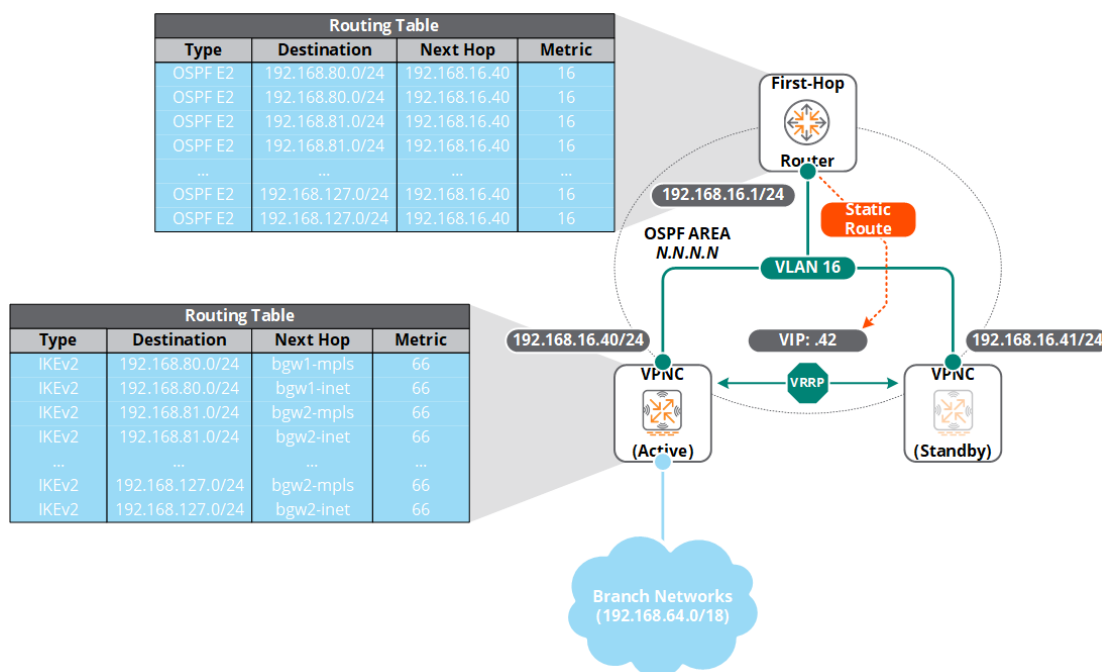 Routing Table
Type Destination Next Hop Metric
OSPF E2 192.168.80.0/24 192.168.16.40 16
OSPF E2 192.168.80.0/24 192.168.16.40 16
OSPF E2 192.168.81.0/24 192.168.16.40 16
OSPF E2 192.168.81.0/24 192.168.16.40 16
... ... ... ...
OSPF E2 192.168.127.0/24 192.168.16.40 16
OSPF E2 192.168.127.0/24 192.168.16.40 16
First-Hop
Router
192.168.16.1/24
Static
Route
OSPF AREA
N.N.N.N
VLAN 16
Routing Table
Type Destination Next Hop Metric
IKEv2 192.168.80.0/24 bgw1-mpls 66
IKEv2 192.168.80.0/24 bgw1-inet 66
IKEv2 192.168.81.0/24 bgw2-mpls 66
IKEv2 192.168.81.0/24 bgw2-inet 66
... ... ... ...
IKEv2 192.168.127.0/24 bgw2-mpls 66
IKEv2 192.168.127.0/24 bgw2-inet 66
192.168.16.40/24
VIP: .42
192.168.16.41/24
VPNC
(Active)
VRRP
VPNC
(Standby)
Branch Networks
(192.168.64.0/18)